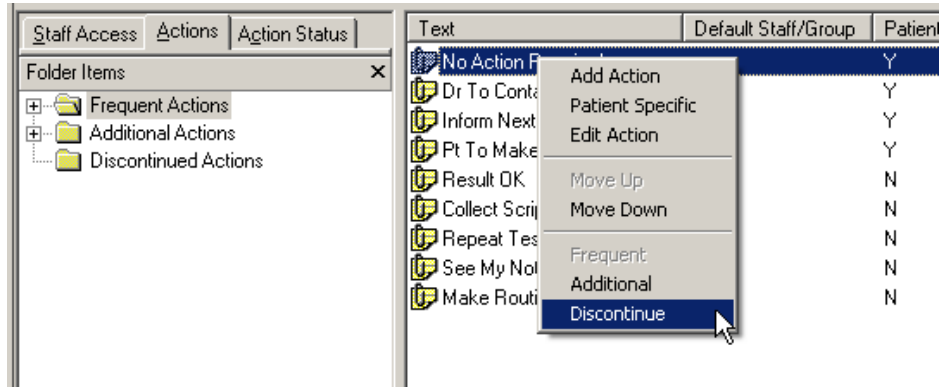 Staff Access Actions Action Status
Folder Items
Frequent Actions
Additional Actions
Discontinued Actions
Text Default Staff/Group Patient
No Action Y
Dr To Conta Y
Inform Next Y
Pt To Make Y
Result OK N
Collect Scrip N
Repeat Tes N
See My Not N
Make Routi N
Add Action
Patient Specific
Edit Action
Move Up
Move Down
Frequent
Additional
Discontinue